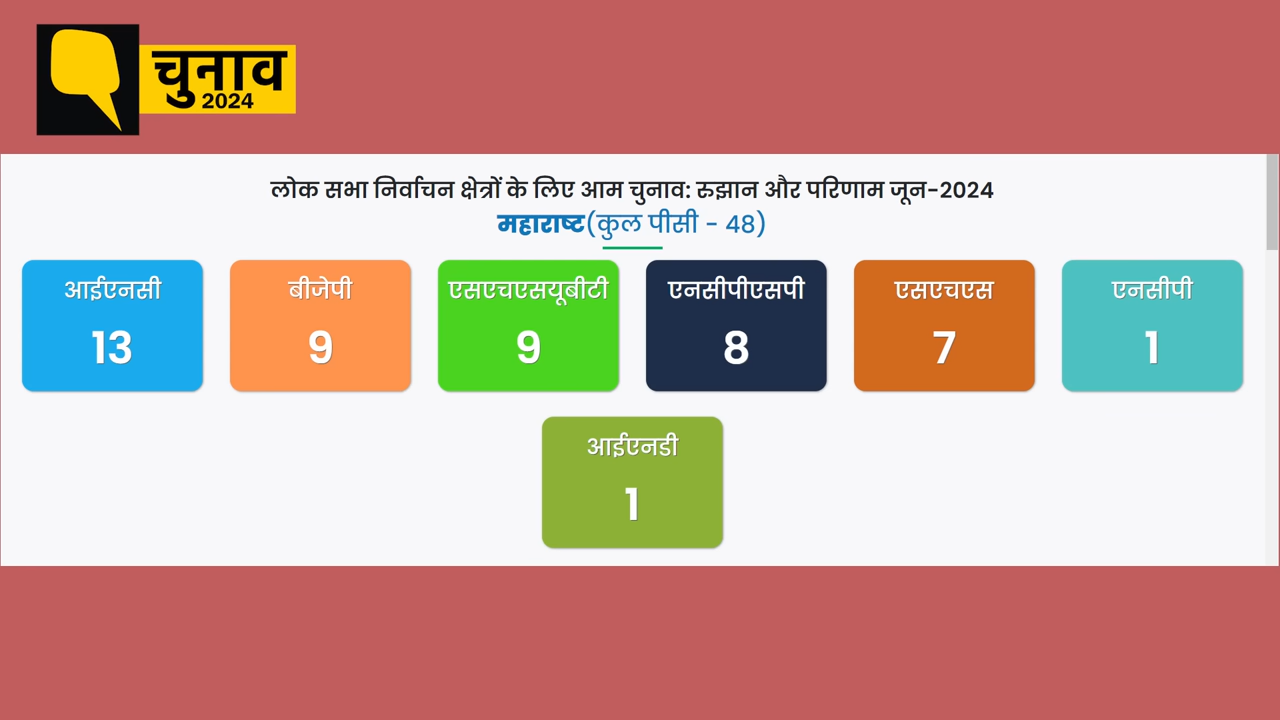 चुनाव
2024
लोक सभा निर्वाचन क्षेत्रों के लिए आम चुनाव: रुझान और परिणाम जून-2024
महाराष्ट(कुल पीसी - 48)
आईएनसी
13
बीजेपी
9
एसएचएसयूबीटी
9
एनसीपीएसपी
8
एसएचएस
7
एनसीपी
1
आईएनडी
1